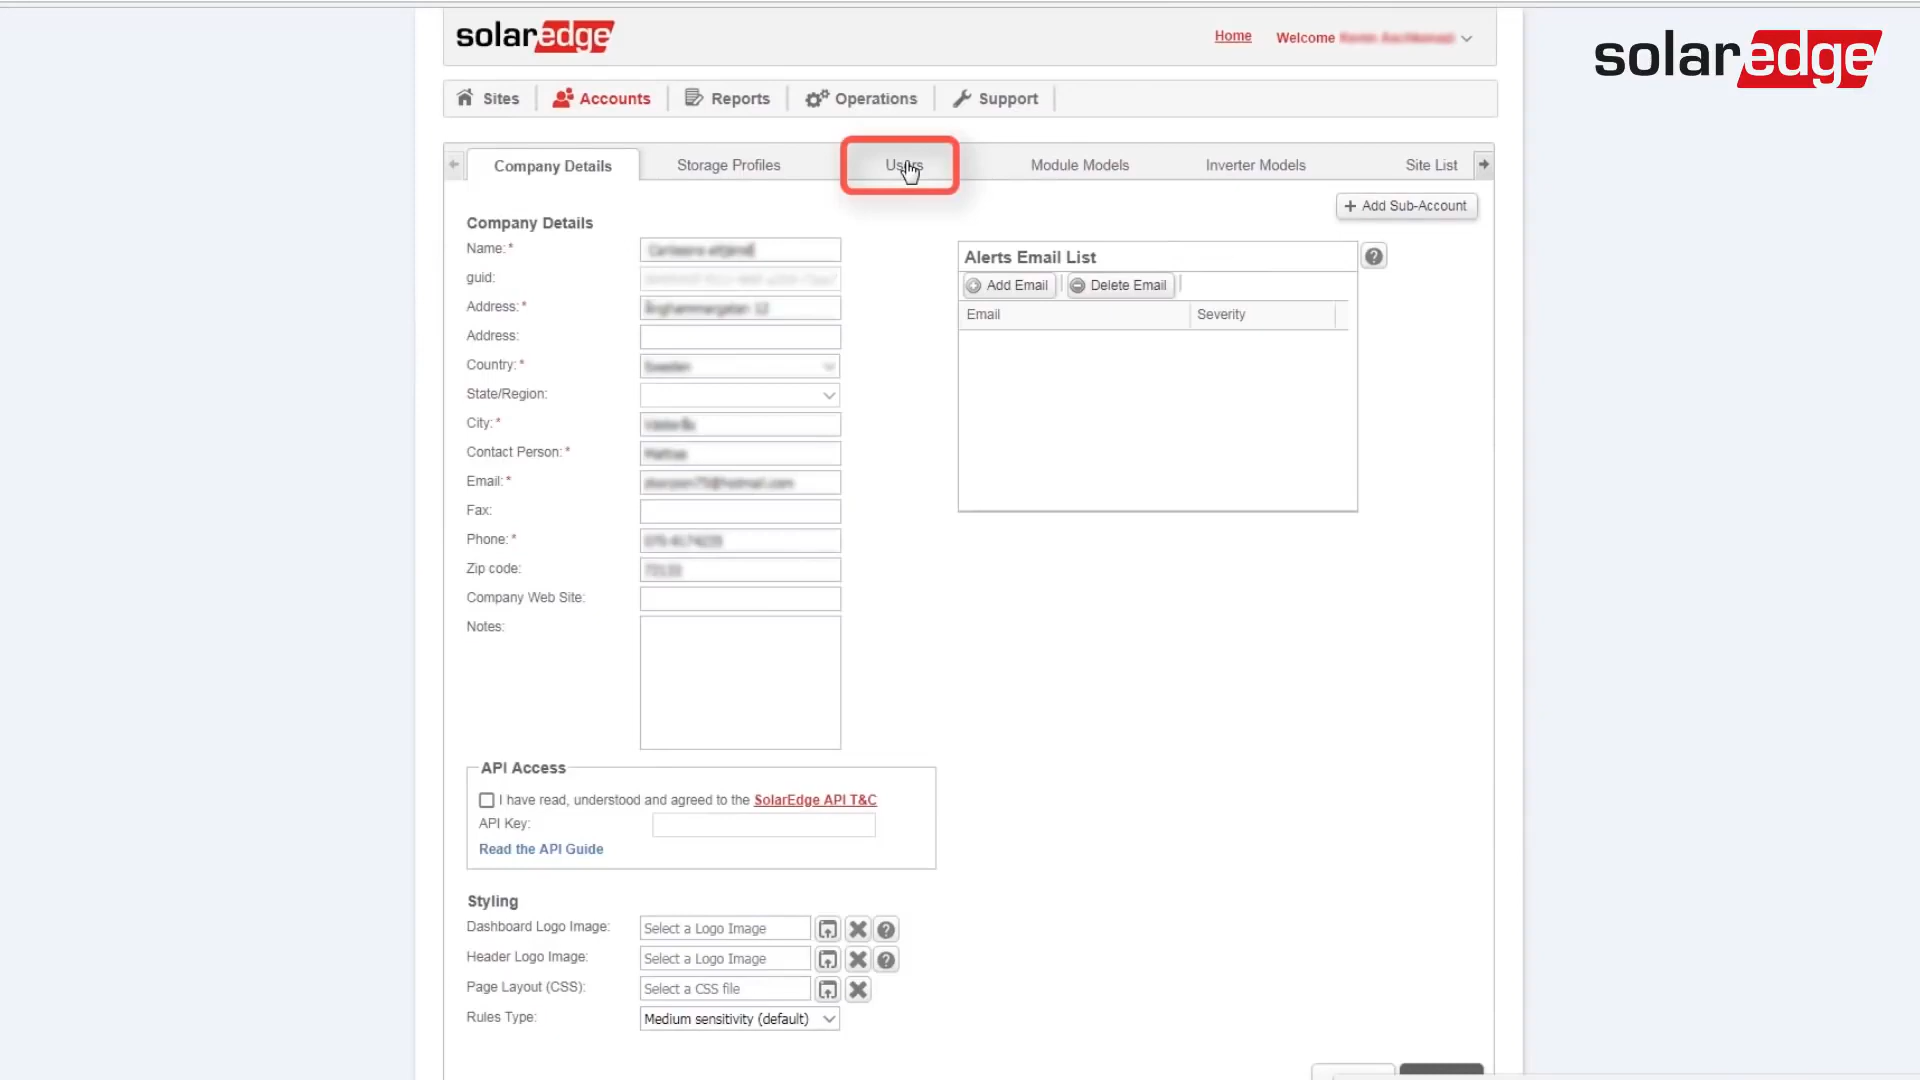 solaredge
Home Welcome
solaredge
Sites Accounts Reports Operations Support
Company Details Storage Profiles Users Module Models Inverter Models Site List
+ Add Sub-Account
Company Details
Name: *
guid:
Address: *
Address:
Country: *
State/Region:
City: *
Contact Person: *
Email: *
Fax:
Phone: *
Zip code:
Company Web Site:
Notes:
Alerts Email List
Add Email Delete Email
Email Severity
API Access
I have read, understood and agreed to the SolarEdge API T&C
API Key:
Read the API Guide
Styling
Dashboard Logo Image: Select a Logo Image
Header Logo Image: Select a Logo Image
Page Layout (CSS): Select a CSS file
Rules Type: Medium sensitivity (default)